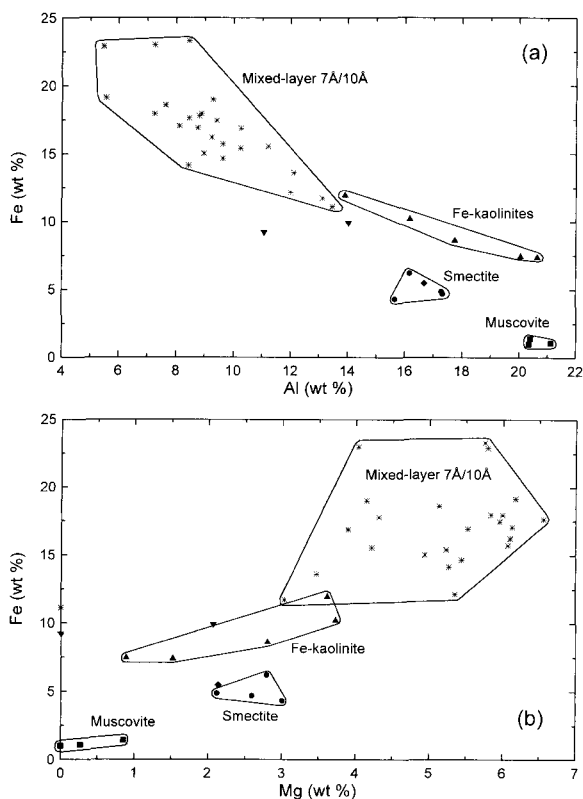 (a)
Mixed-layer 7Å/10Å
Fe-kaolinites
Smectite
Muscovite
Fe (wt %)
25
20
15
10
5
0
4 6 8 10 12 14 16 18 20 22
Al (wt %)
Mixed-layer 7Å/10Å
Fe-kaolinite
Smectite
Muscovite
(b)
Fe (wt %)
25
20
15
10
5
0
0 1 2 3 4 5 6 7
Mg (wt %)